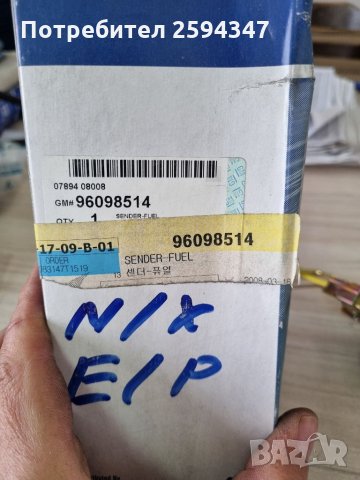 Потребител 2594347
07894 08008
GM# 96098514
QTY 1 SENDER-FUEL
17-09-B-01
96098514
ORDER
SENDER-FUEL
센더-퓨얼
N/X
E/P
BAZAR